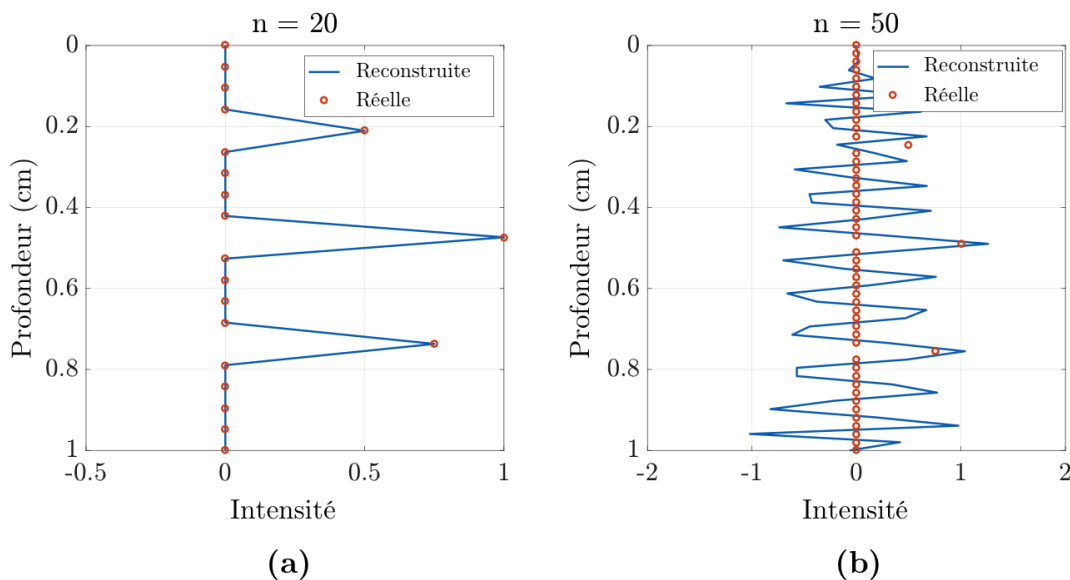 n = 20
Reconstruite
Réelle
0
0.2
0.4
0.6
0.8
1
Profondeur (cm)
-0.5
0
0.5
1
Intensité
(a)
n = 50
Reconstruite
Réelle
0
0.2
0.4
0.6
0.8
1
Profondeur (cm)
-2
-1
0
1
2
Intensité
(b)